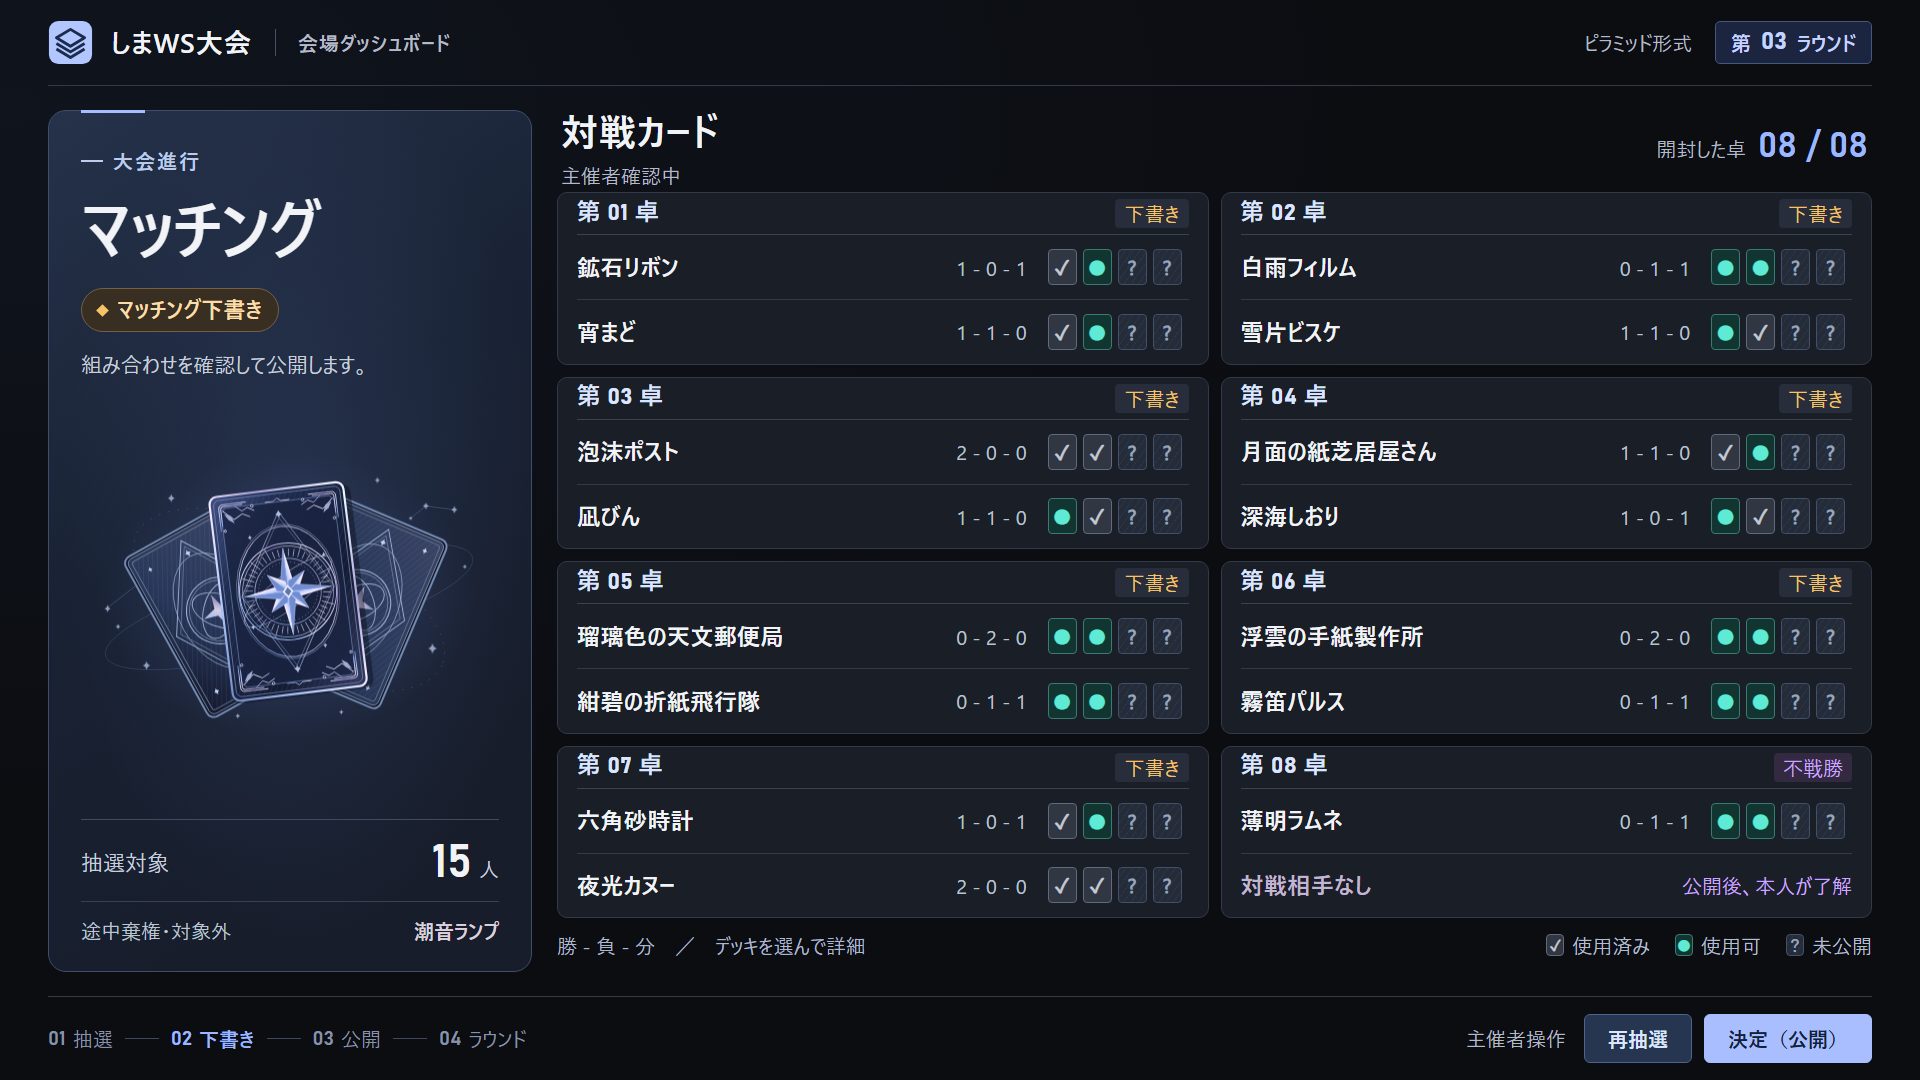 しまWS大会
会場ダッシュボード
ピラミッド形式
第 03 ラウンド
大会進行
マッチング
マッチング下書き
組み合わせを確認して公開します。
抽選対象
15 人
途中棄権・対象外
潮音ランプ
対戦カード
主催者確認中
開封した卓 08 / 08
第 01 卓
下書き
鉱石リボン
1 - 0 - 1
? ?
宵まど
1 - 1 - 0
? ?
第 02 卓
下書き
白雨フィルム
0 - 1 - 1
? ?
雪片ビスケ
1 - 1 - 0
? ?
第 03 卓
下書き
泡沫ポスト
2 - 0 - 0
? ?
凪びん
1 - 1 - 0
? ?
第 04 卓
下書き
月面の紙芝居屋さん
1 - 1 - 0
? ?
深海しおり
1 - 0 - 1
? ?
第 05 卓
下書き
瑠璃色の天文郵便局
0 - 2 - 0
? ?
紺碧の折紙飛行隊
0 - 1 - 1
? ?
第 06 卓
下書き
浮雲の手紙製作所
0 - 2 - 0
? ?
霧笛パルス
0 - 1 - 1
? ?
第 07 卓
下書き
六角砂時計
1 - 0 - 1
? ?
夜光カヌー
2 - 0 - 0
? ?
第 08 卓
不戦勝
薄明ラムネ
0 - 1 - 1
? ?
対戦相手なし
公開後、本人が了解
勝 - 負 - 分 ／ デッキを選んで詳細
使用済み
使用可
? 未公開
01 抽選
02 下書き
03 公開
04 ラウンド
主催者操作
再抽選
決定（公開）